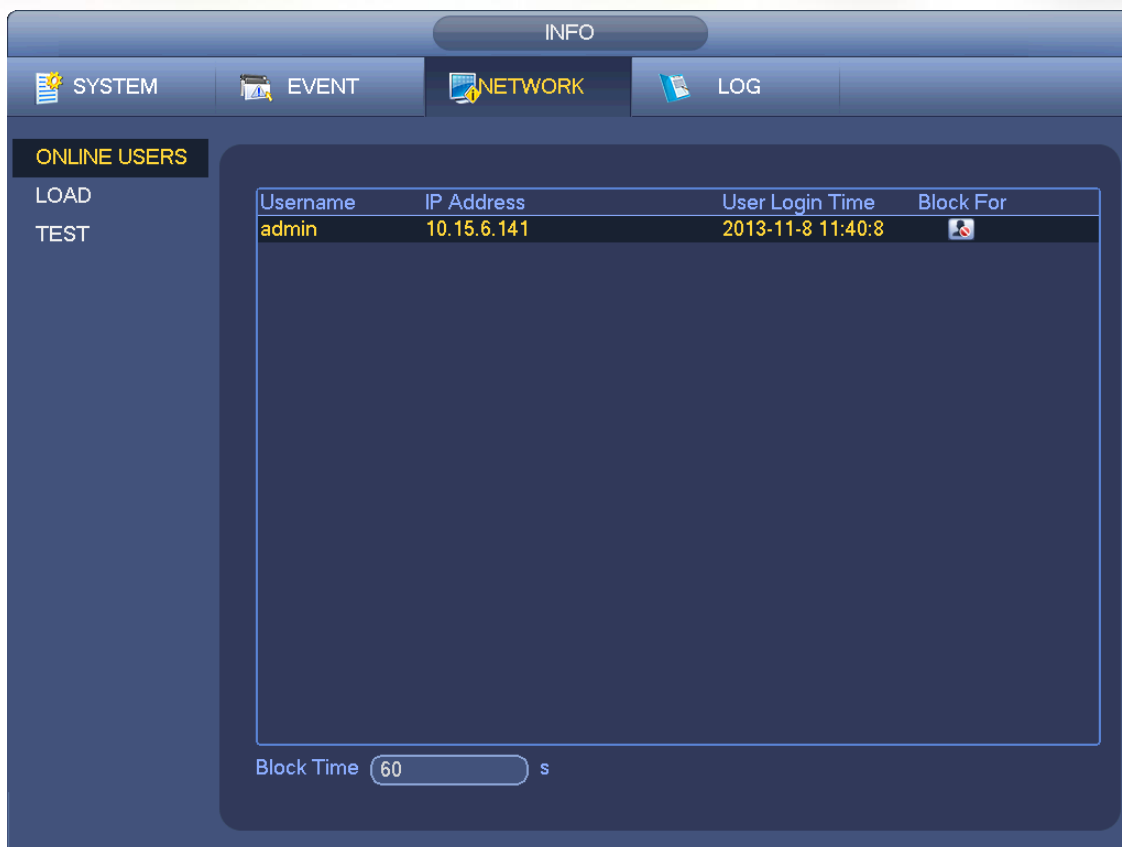 INFO
SYSTEM EVENT NETWORK LOG
ONLINE USERS
LOAD
TEST
Username IP Address User Login Time Block For
admin 10.15.6.141 2013-11-8 11:40:8
Block Time 60 s